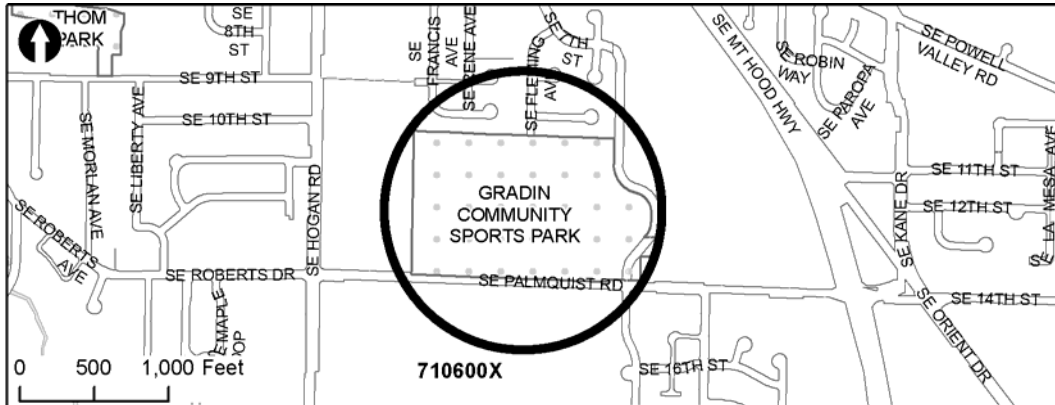 THOM
PARK
SE
8TH
ST
SE 9TH ST
SE 10TH ST
SE LIBERTY AVE
SE MORLAN AVE
SE ROBERTS
AVE
SE ROBERTS DR
SE HOGAN RD
SE
FRANCIS
AVE
SE IRENE AVE
SE FLEMING
AVE
SE 7TH
ST
GRADIN
COMMUNITY
SPORTS PARK
SE PALMQUIST RD
SE MT HOOD HWY
SE ROBIN
WAY
SE PAROPA
AVE
SE POWELL
VALLEY RD
SE 11TH ST
SE 12TH ST
SE KANE DR
SE LA MESA AVE
SE 14TH ST
SE ORIENT DR
SE 16TH ST
SE MAPLE
OP
0 500 1,000 Feet
710600X